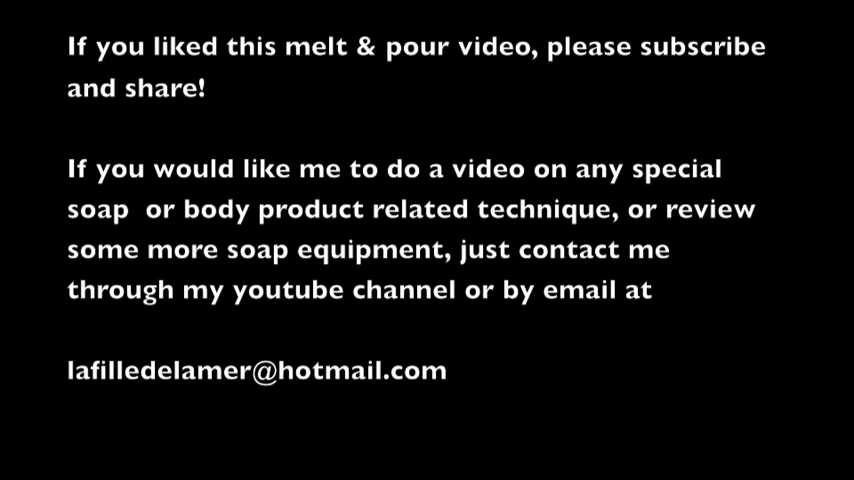 If you liked this melt & pour video, please subscribe
and share!
If you would like me to do a video on any special
soap  or body product related technique, or review
some more soap equipment, just contact me
through my youtube channel or by email at
lafilledelamer@hotmail.com